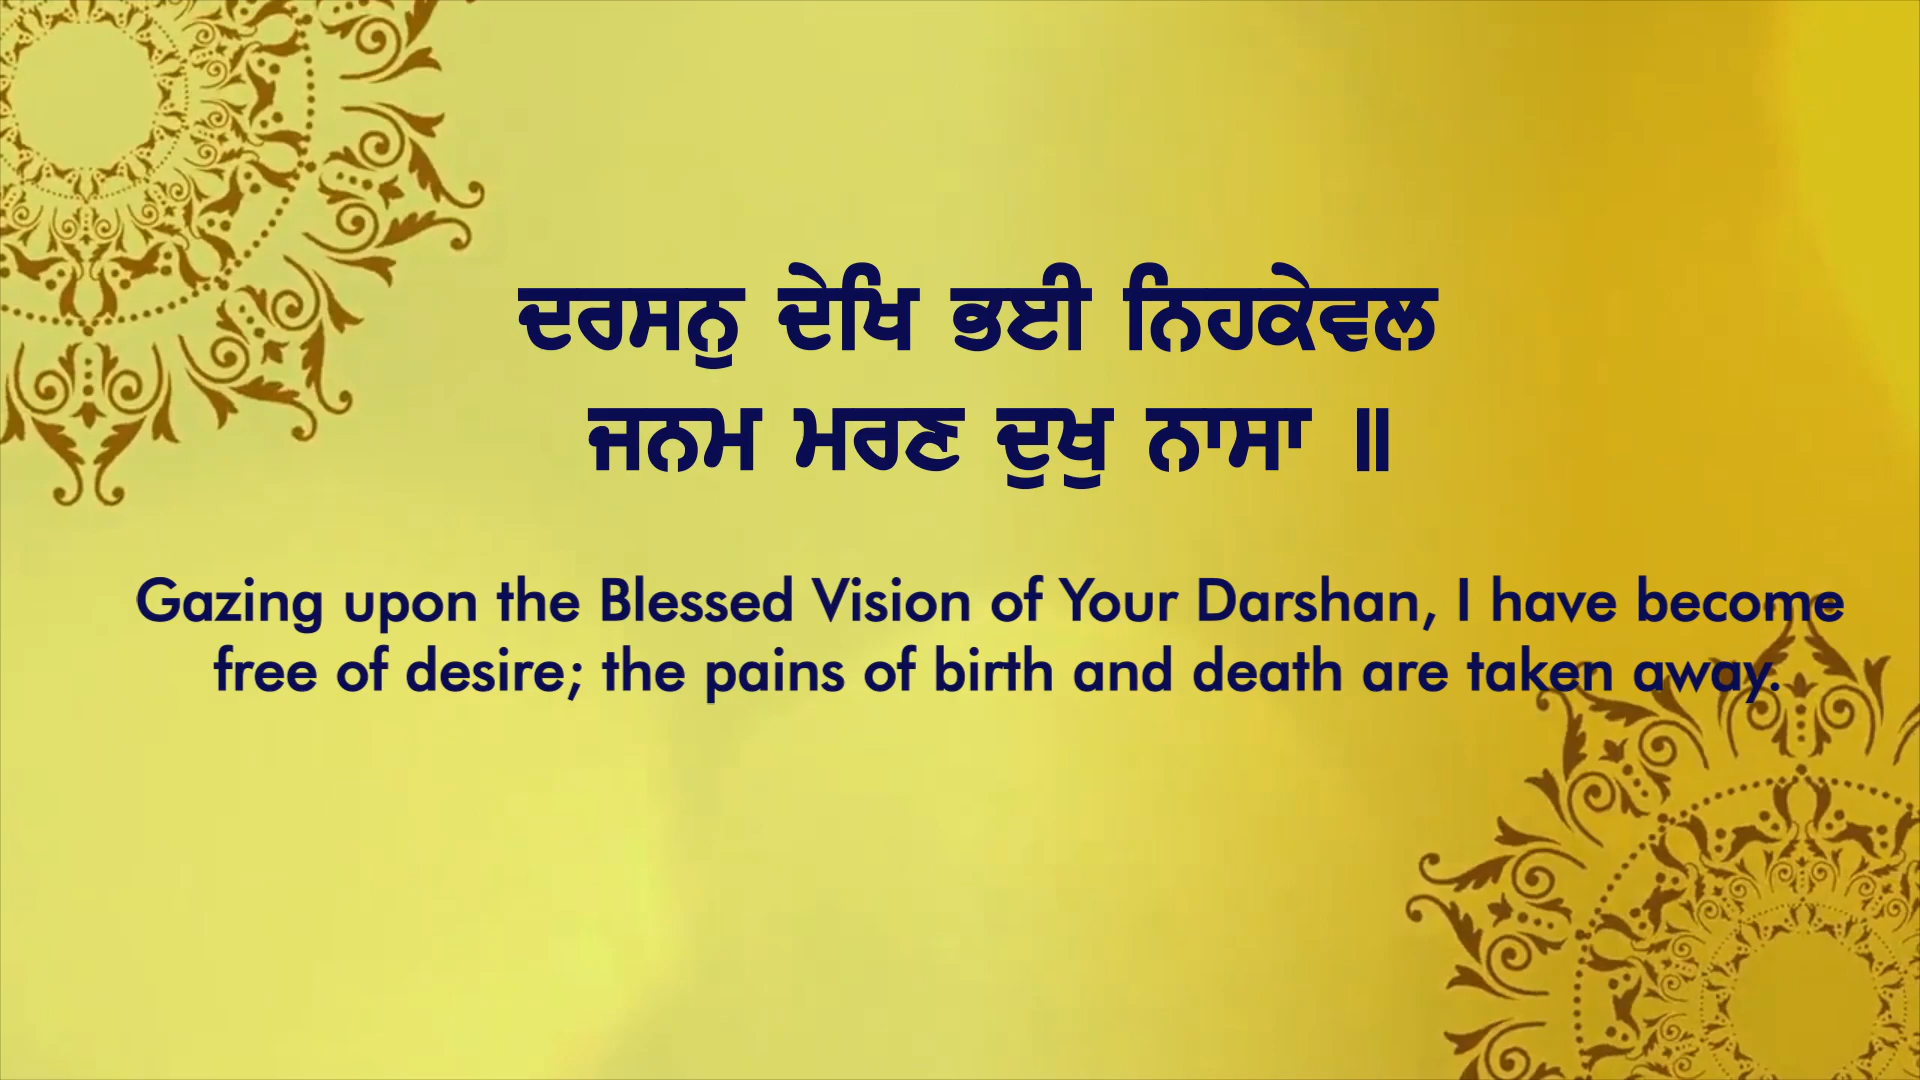 ਦਰਸਨੁ ਦੇਖਿ ਭਈ ਨਿਹਕੇਵਲ
ਜਨਮ ਮਰਣ ਦੁਖੁ ਨਾਸਾ ॥
Gazing upon the Blessed Vision of Your Darshan, I have become
free of desire; the pains of birth and death are taken away.